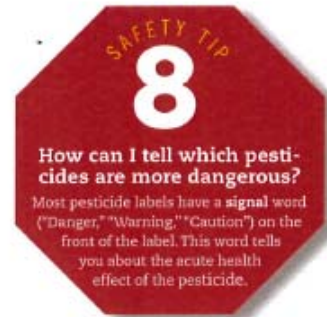 SAFETY TIP
8
How can I tell which pesti-
cides are more dangerous?
Most pesticide labels have a signal word
("Danger," "Warning," "Caution") on the
front of the label. This word tells
you about the acute health
effect of the pesticide.